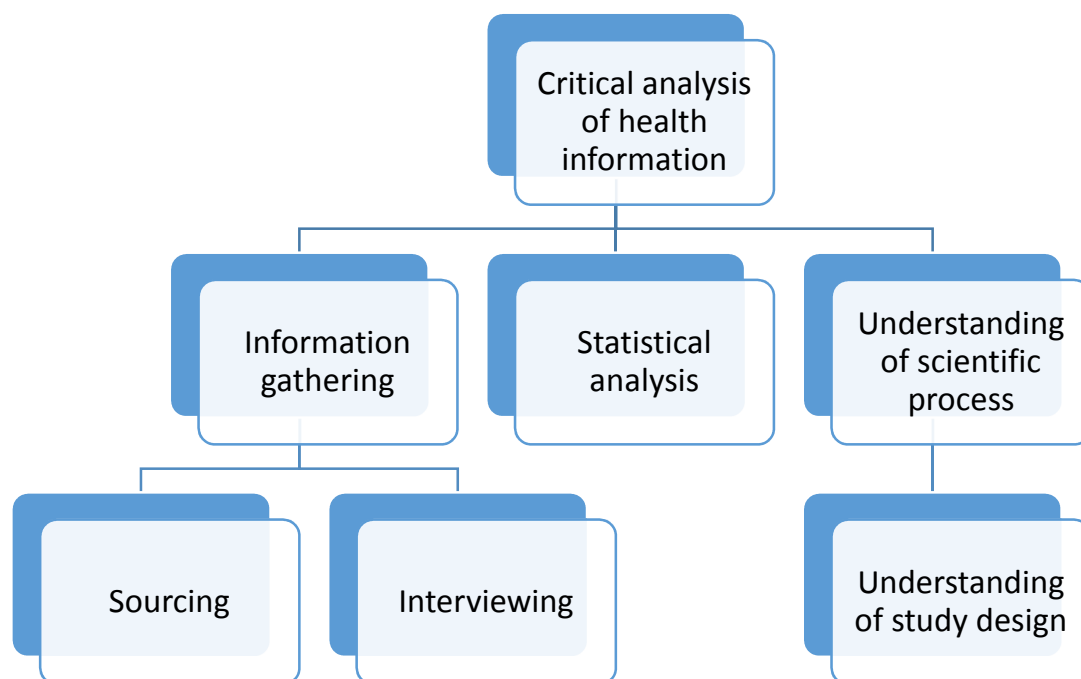 Critical analysis
of health
information
Information
gathering
Statistical
analysis
Understanding
of scientific
process
Sourcing
Interviewing
Understanding
of study design